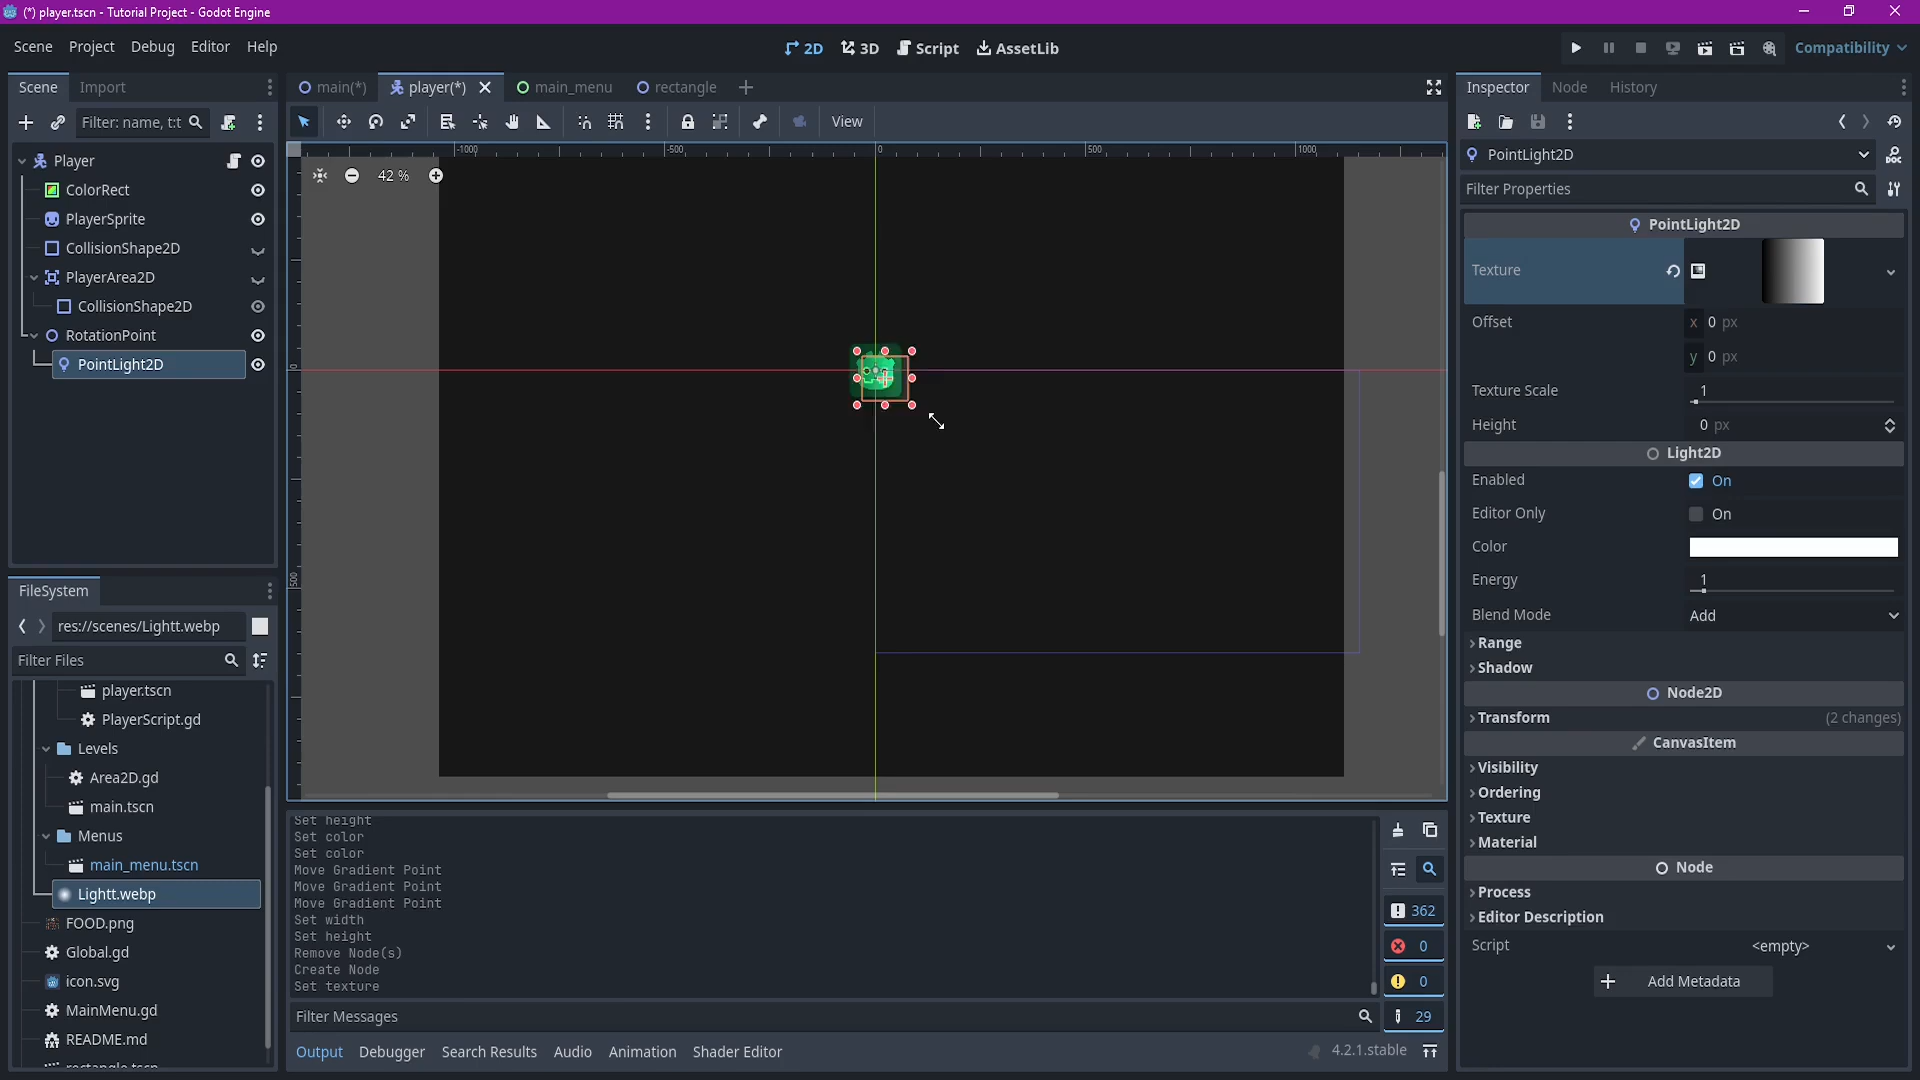 (*) player.tscn - Tutorial Project - Godot Engine
Scene Project Debug Editor Help
2D 3D Script AssetLib
Compatibility
Scene Import
main(*) player(*) main_menu rectangle
Inspector Node History
Filter: name, t:t
View
PointLight2D
Filter Properties
Player
ColorRect
PlayerSprite
CollisionShape2D
PlayerArea2D
CollisionShape2D
RotationPoint
PointLight2D
-1000 -500 0 500 1000
42 %
0
500
PointLight2D
Texture
Offset x 0 px
y 0 px
Texture Scale 1
Height 0 px
Light2D
Enabled On
Editor Only On
Color
Energy 1
Blend Mode Add
Range
Shadow
Node2D
Transform (2 changes)
CanvasItem
Visibility
Ordering
Texture
Material
Node
Process
Editor Description
Script <empty>
Add Metadata
FileSystem
res://scenes/Lightt.webp
Filter Files
player.tscn
PlayerScript.gd
Levels
Area2D.gd
main.tscn
Menus
main_menu.tscn
Lightt.webp
FOOD.png
Global.gd
icon.svg
MainMenu.gd
README.md
rectangle.tscn
Set height
Set color
Set color
Move Gradient Point
Move Gradient Point
Move Gradient Point
Set width
Set height
Remove Node(s)
Create Node
Set texture
362
0
0
29
Filter Messages
Output Debugger Search Results Audio Animation Shader Editor
4.2.1.stable